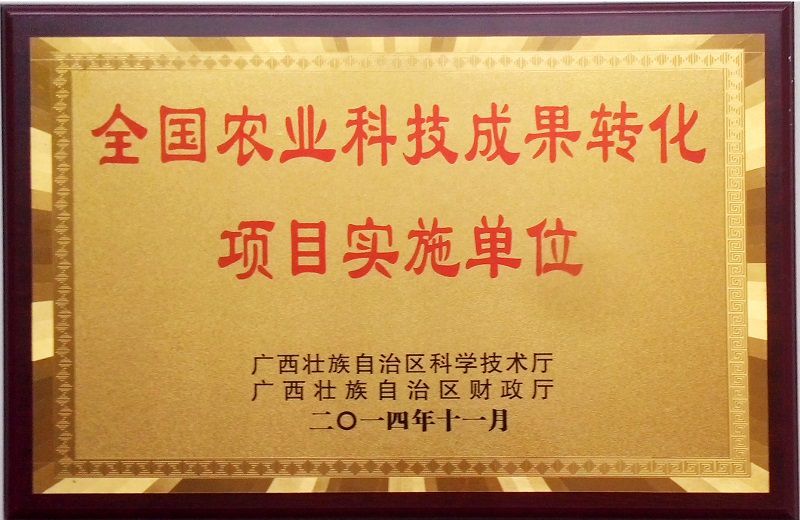 全国农业科技成果转化
项目实施单位
广西壮族自治区科学技术厅
广西壮族自治区财政厅
二〇一四年十一月